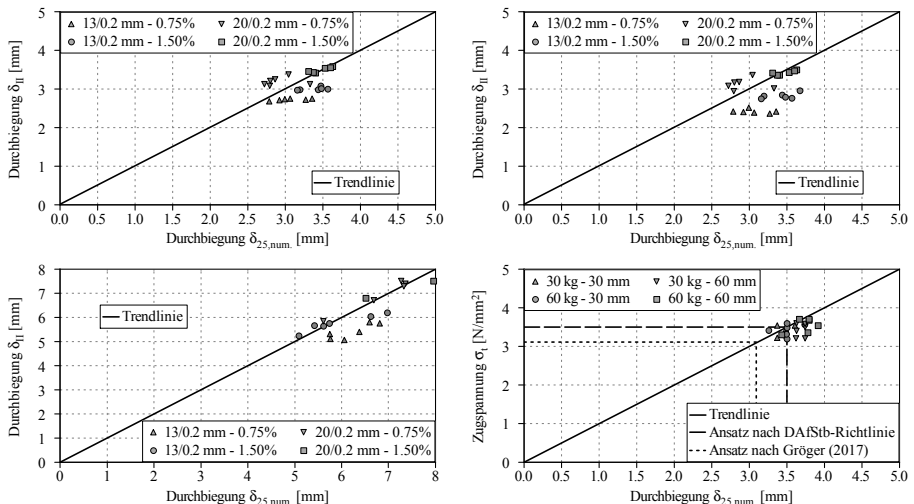 Durchbiegung δII [mm]
5
4
3
2
1
0
13/0.2 mm - 0.75%
20/0.2 mm - 0.75%
13/0.2 mm - 1.50%
20/0.2 mm - 1.50%
Trendlinie
0.0 0.5 1.0 1.5 2.0 2.5 3.0 3.5 4.0 4.5 5.0
Durchbiegung δ25,num. [mm]
Durchbiegung δII [mm]
5
4
3
2
1
0
13/0.2 mm - 0.75%
20/0.2 mm - 0.75%
13/0.2 mm - 1.50%
20/0.2 mm - 1.50%
Trendlinie
0.0 0.5 1.0 1.5 2.0 2.5 3.0 3.5 4.0 4.5 5.0
Durchbiegung δ25,num. [mm]
Durchbiegung δII [mm]
8
7
6
5
4
3
2
1
0
Trendlinie
13/0.2 mm - 0.75%
20/0.2 mm - 0.75%
13/0.2 mm - 1.50%
20/0.2 mm - 1.50%
0 1 2 3 4 5 6 7 8
Durchbiegung δ25,num. [mm]
Zugspannung σt [N/mm²]
5
4
3
2
1
0
30 kg - 30 mm
30 kg - 60 mm
60 kg - 30 mm
60 kg - 60 mm
Trendlinie
Ansatz nach DAfStb-Richtlinie
Ansatz nach Gröger (2017)
0.0 0.5 1.0 1.5 2.0 2.5 3.0 3.5 4.0 4.5 5.0
Durchbiegung δ25,num. [mm]